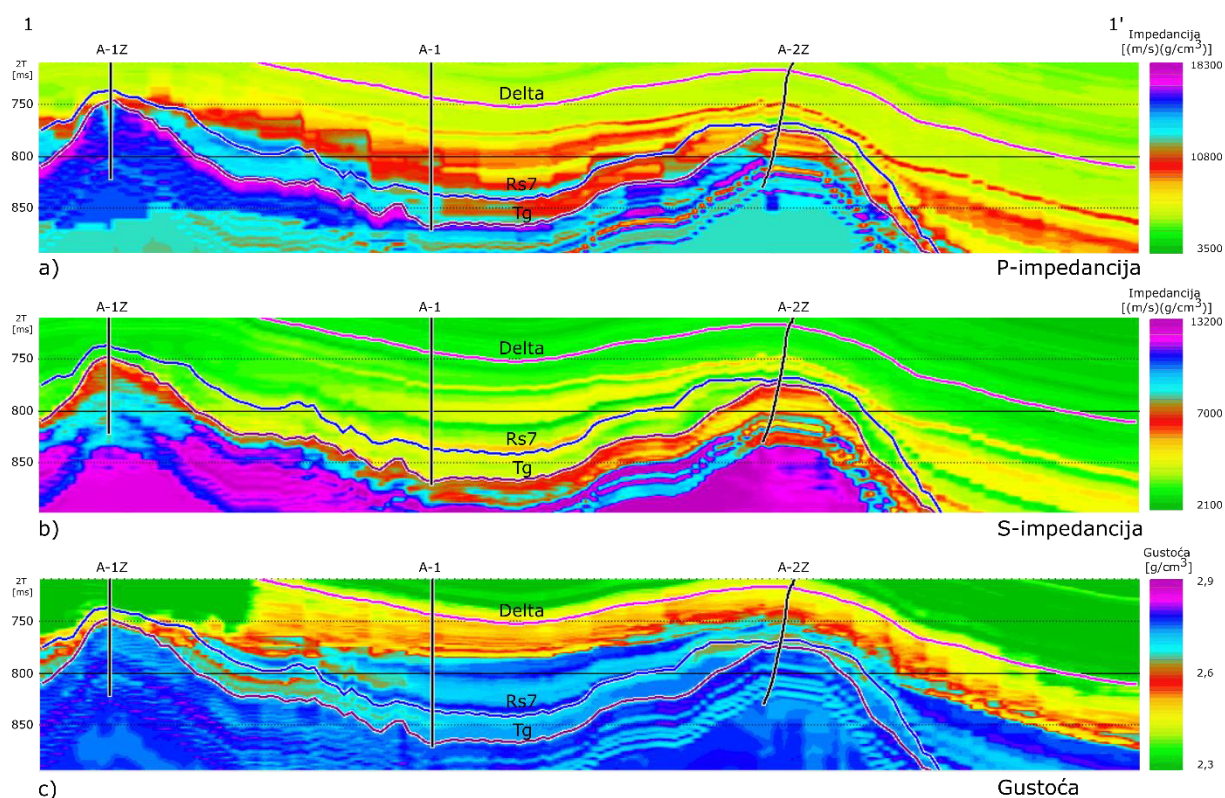 1 1'
A-1Z A-1 A-2Z Impedancija
[(m/s)(g/cm³)]
2T
[ms]
18300
Delta
750
800
10800
Rs7
Tg
850
3500
a) P-impedancija
Impedancija
[(m/s)(g/cm³)]
A-1Z A-1 A-2Z
2T
[ms]
13200
Delta
750
800
7000
Rs7
Tg
850
2100
b) S-impedancija
Gustoća
[g/cm³]
A-1Z A-1 A-2Z
2T
[ms]
2,9
Delta
750
800
2,6
Rs7
Tg
850
2,3
c) Gustoća